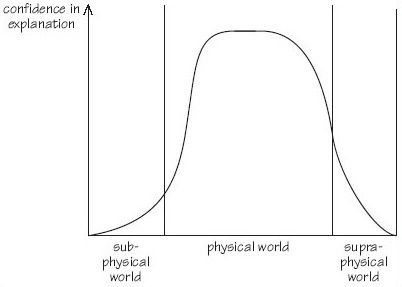 confidence in
explanation
sub-
physical
world
physical world
supra-
physical
world